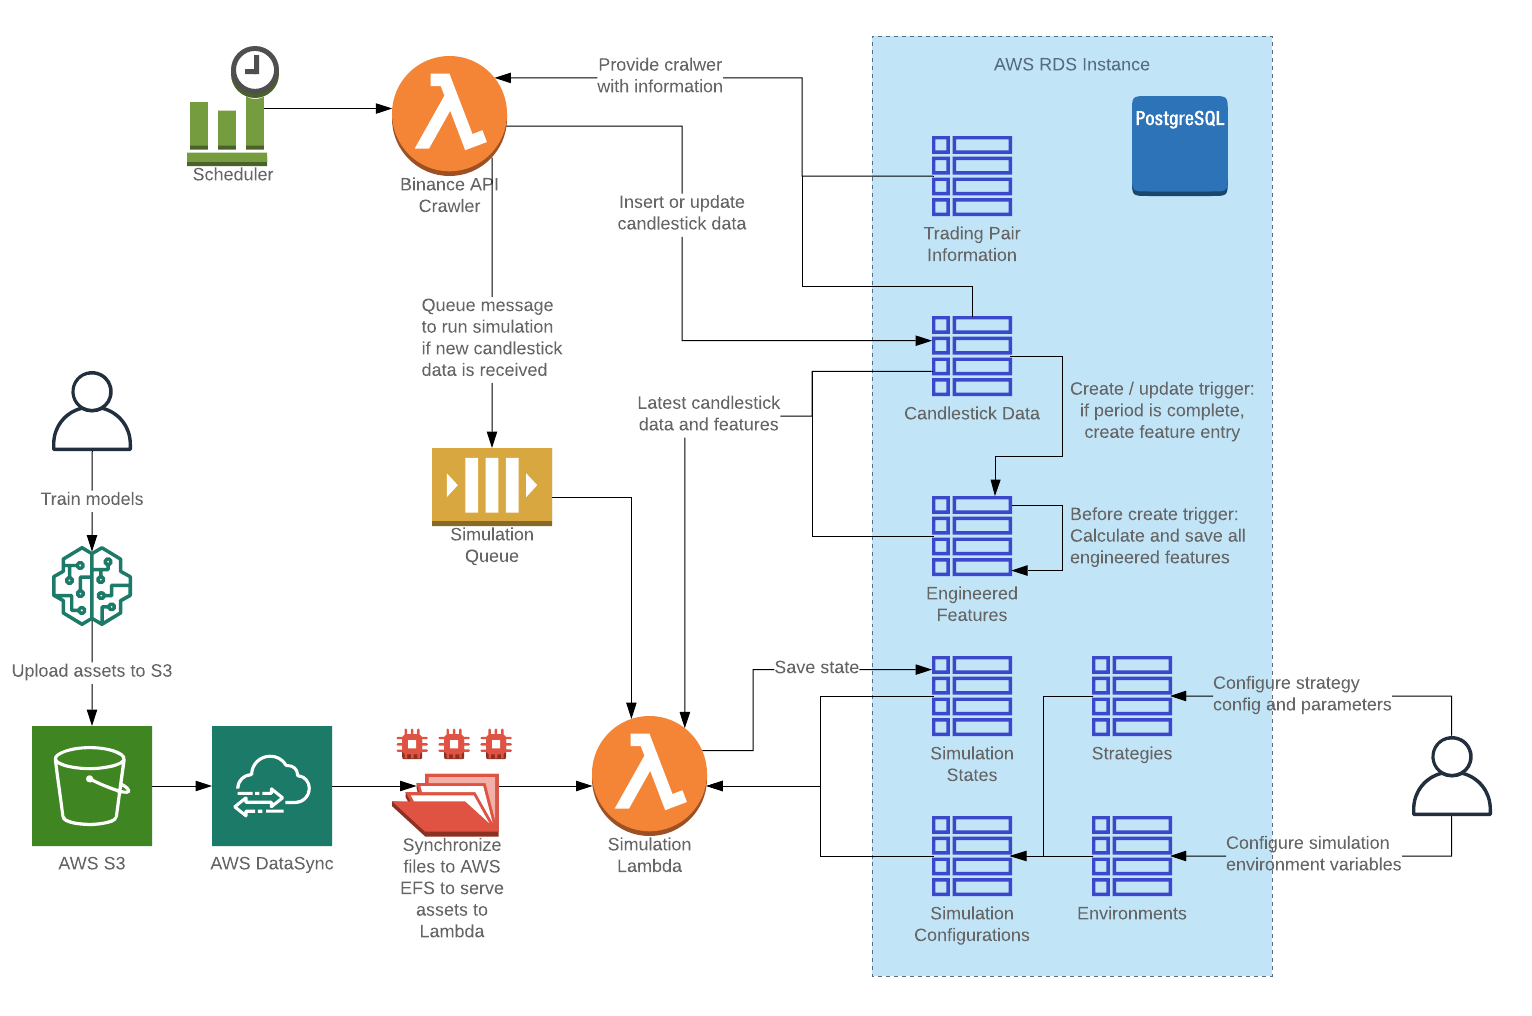 AWS RDS Instance
PostgreSQL
Provide cralwer
with information
Scheduler
Binance API
Crawler
Insert or update
candlestick data
Trading Pair
Information
Queue message
to run simulation
if new candlestick
data is received
Latest candlestick
data and features
Candlestick Data
Create / update trigger:
if period is complete,
create feature entry
Train models
Simulation
Queue
Before create trigger:
Calculate and save all
engineered features
Engineered
Features
Upload assets to S3
Save state
Configure strategy
config and parameters
Simulation
States
Strategies
AWS S3
AWS DataSync
Synchronize
files to AWS
EFS to serve
assets to
Lambda
Simulation
Lambda
Configure simulation
environment variables
Simulation
Configurations
Environments